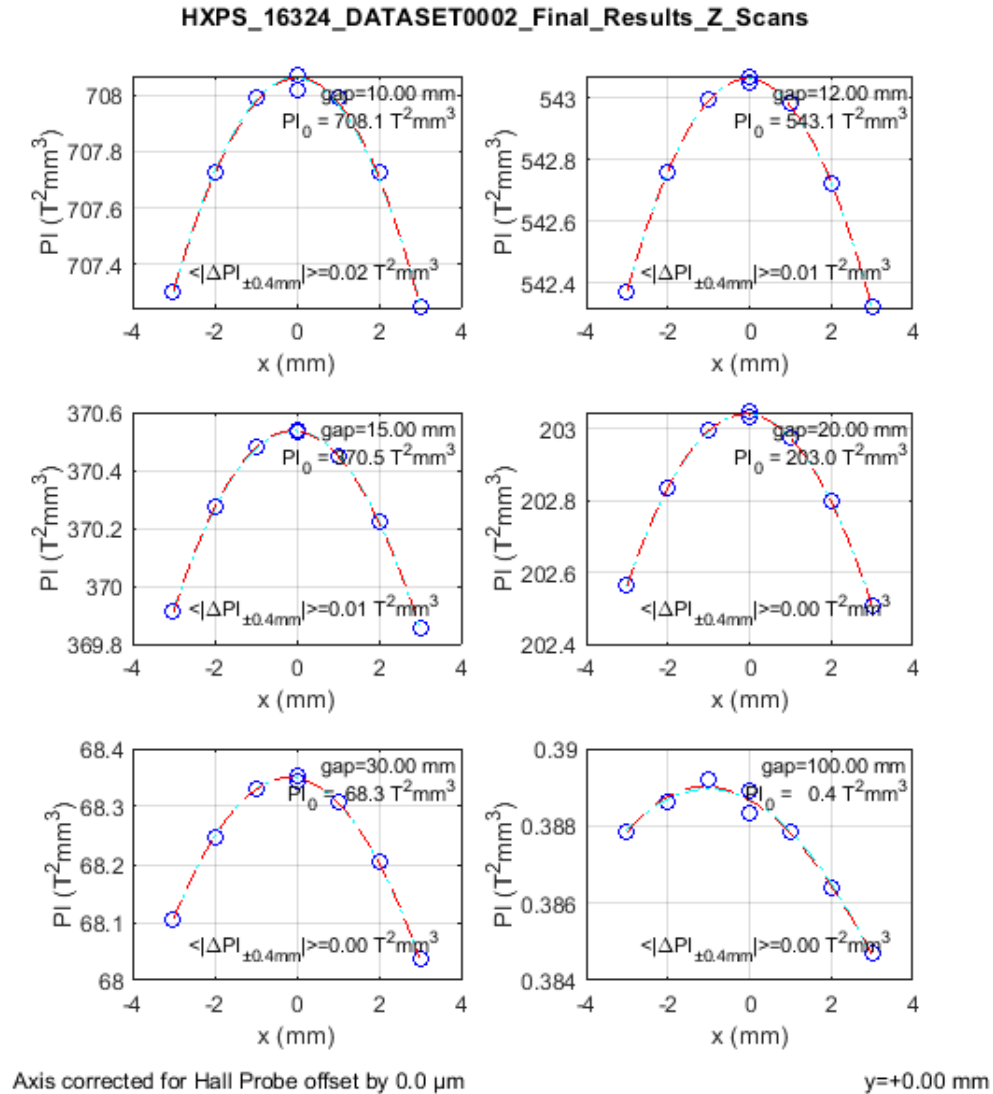 HXPS_16324_DATASET0002_Final_Results_Z_Scans
708
707.8
707.6
707.4
PI (T²mm³)
gap=10.00 mm
PI₀ = 708.1 T²mm³
<|ΔPI±0.4mm|>=0.02 T²mm³
-4 -2 0 2 4
x (mm)
543
542.8
542.6
542.4
PI (T²mm³)
gap=12.00 mm
PI₀ = 543.1 T²mm³
<|ΔPI±0.4mm|>=0.01 T²mm³
-4 -2 0 2 4
x (mm)
370.6
370.4
370.2
370
369.8
PI (T²mm³)
gap=15.00 mm
PI₀ = 370.5 T²mm³
<|ΔPI±0.4mm|>=0.01 T²mm³
-4 -2 0 2 4
x (mm)
203
202.8
202.6
202.4
PI (T²mm³)
gap=20.00 mm
PI₀ = 203.0 T²mm³
<|ΔPI±0.4mm|>=0.00 T²mm³
-4 -2 0 2 4
x (mm)
68.4
68.3
68.2
68.1
68
PI (T²mm³)
gap=30.00 mm
PI₀ = 68.3 T²mm³
<|ΔPI±0.4mm|>=0.00 T²mm³
-4 -2 0 2 4
x (mm)
0.39
0.388
0.386
0.384
PI (T²mm³)
gap=100.00 mm
PI₀ = 0.4 T²mm³
<|ΔPI±0.4mm|>=0.00 T²mm³
-4 -2 0 2 4
x (mm)
Axis corrected for Hall Probe offset by 0.0 µm
y=+0.00 mm